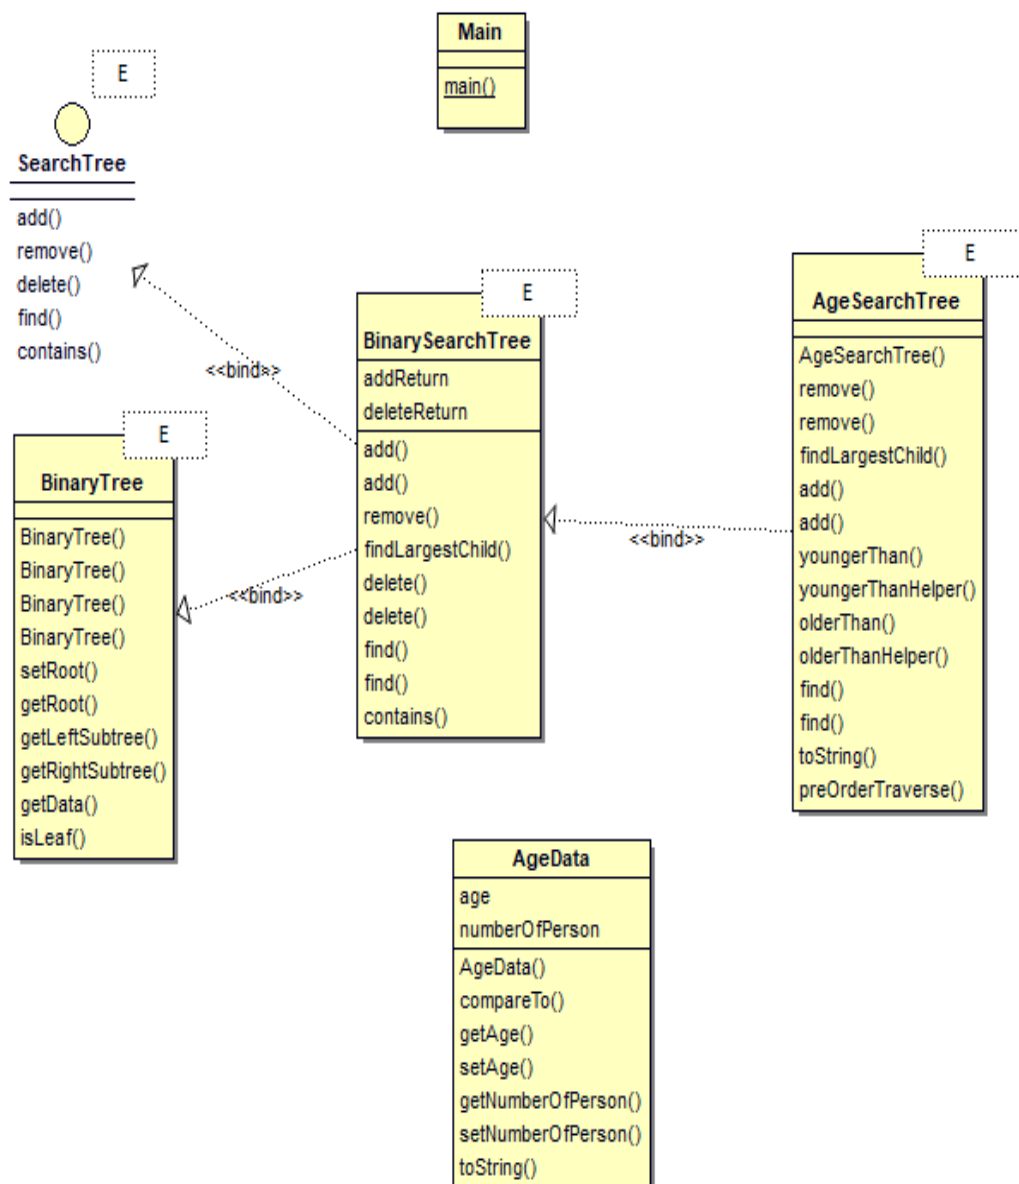 Main
main()
E
SearchTree
add()
remove()
delete()
find()
contains()
<<bind>>
E
BinaryTree
BinaryTree()
BinaryTree()
BinaryTree()
BinaryTree()
setRoot()
getRoot()
getLeftSubtree()
getRightSubtree()
getData()
isLeaf()
<<bind>>
E
BinarySearchTree
addReturn
deleteReturn
add()
add()
remove()
findLargestChild()
delete()
delete()
find()
find()
contains()
<<bind>>
E
AgeSearchTree
AgeSearchTree()
remove()
remove()
findLargestChild()
add()
add()
youngerThan()
youngerThanHelper()
olderThan()
olderThanHelper()
find()
find()
toString()
preOrderTraverse()
AgeData
age
numberOfPerson
AgeData()
compareTo()
getAge()
setAge()
getNumberOfPerson()
setNumberOfPerson()
toString()